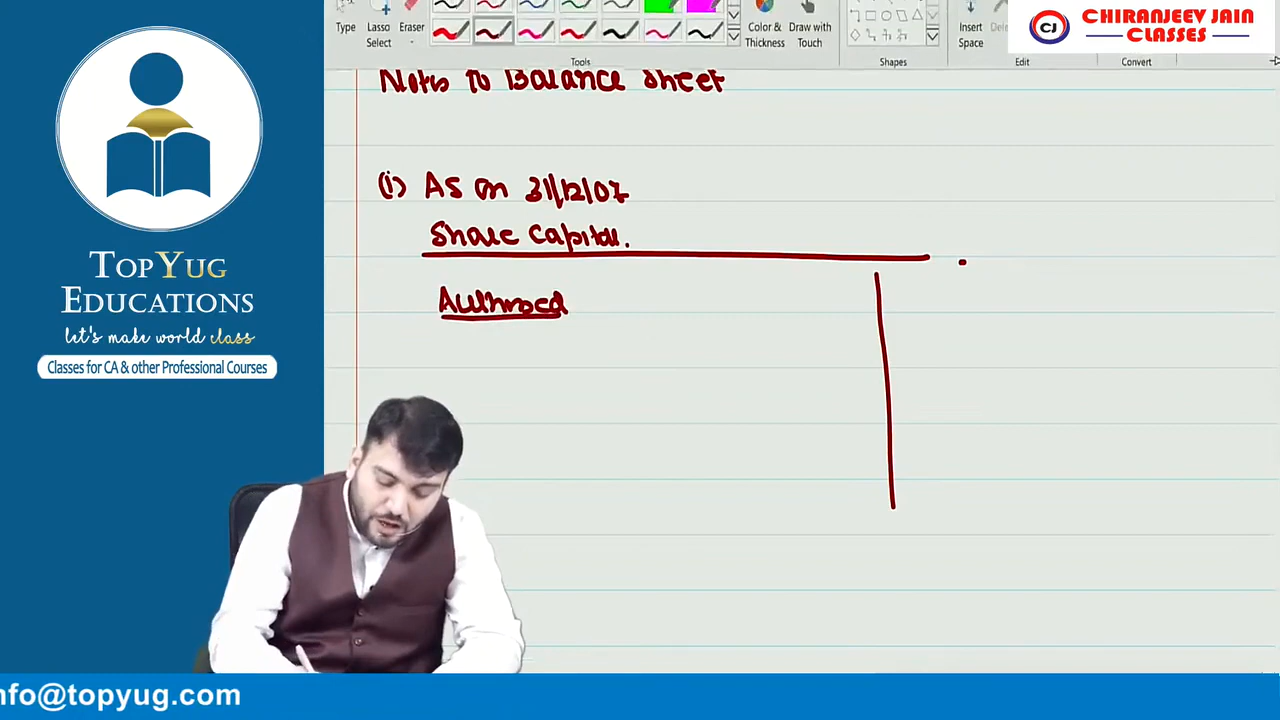 Type
Lasso
Select
Eraser
Color &
Thickness
Draw with
Touch
Insert
Space
Tools
Shapes
Edit
Convert
CJ
CHIRANJEEV JAIN
CLASSES
TOPYUG
EDUCATIONS
let's make world class
Classes for CA & other Professional Courses
Notes to Balance Sheet
(i) As on 31/12/07
Share Capital.
Authrosed
nfo@topyug.com